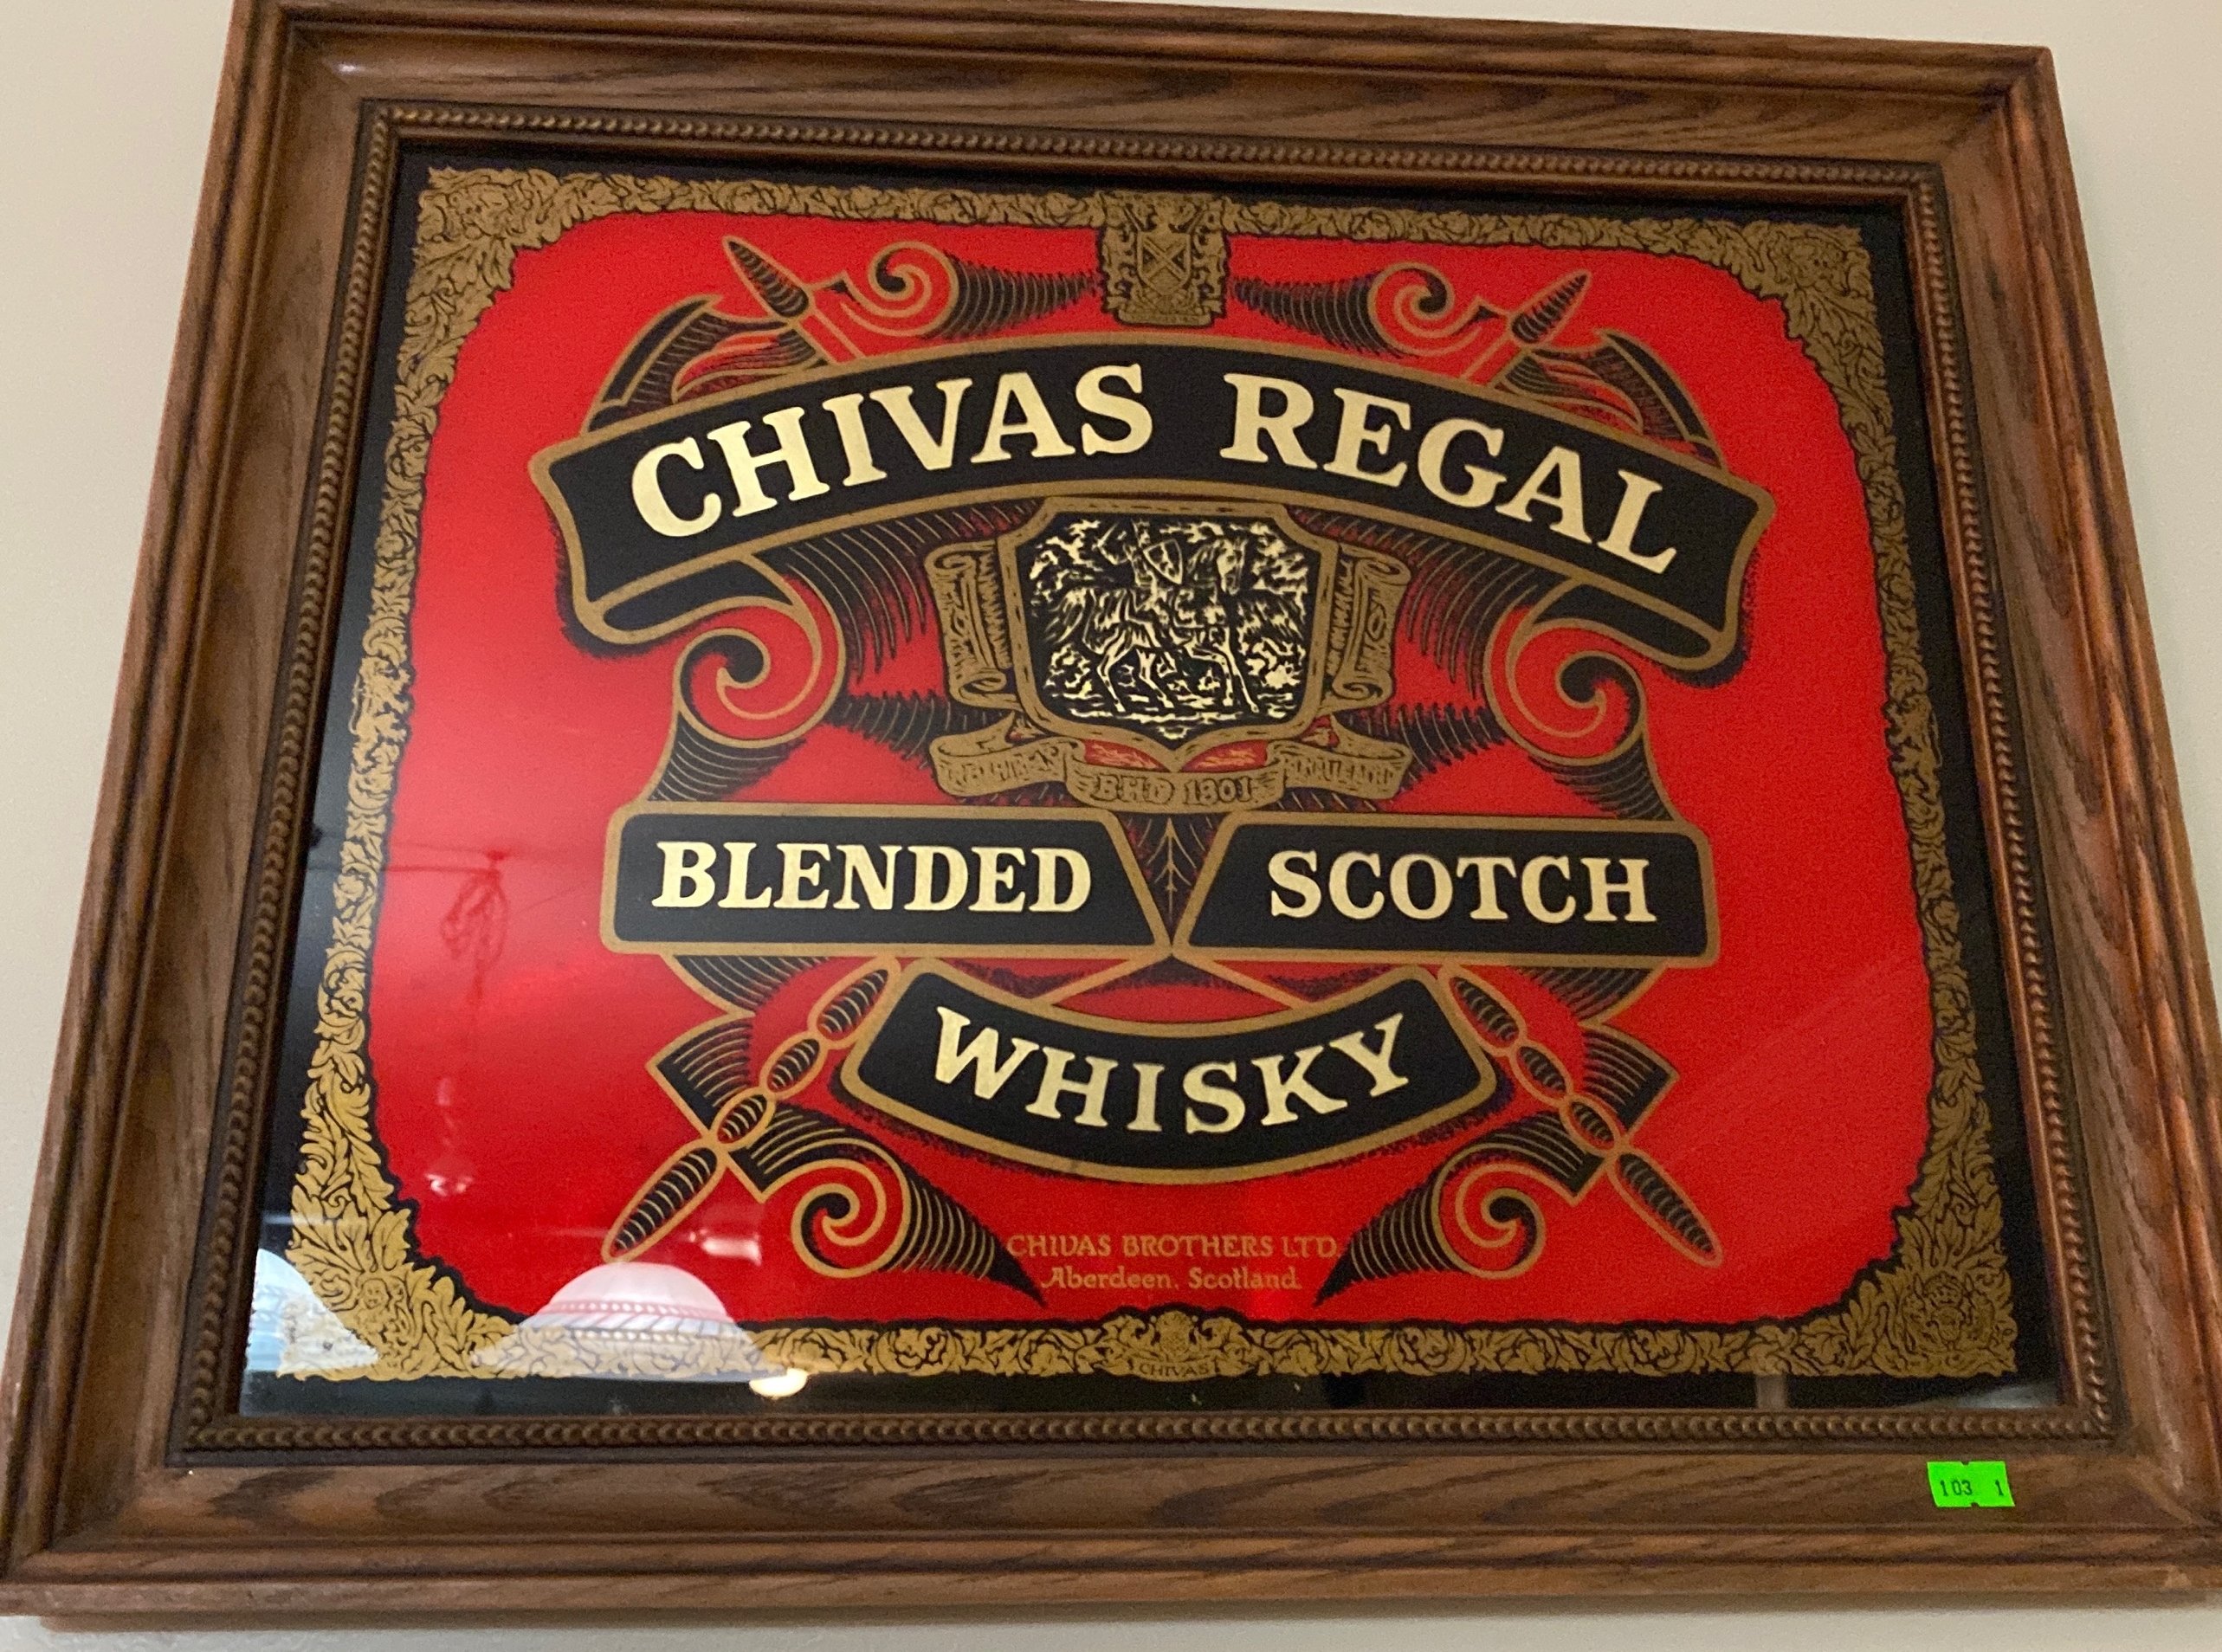 CHIVAS REGAL
ESTD 1801
BLENDED SCOTCH
WHISKY
CHIVAS BROTHERS LTD.
Aberdeen. Scotland.
CHIVAS
103 1